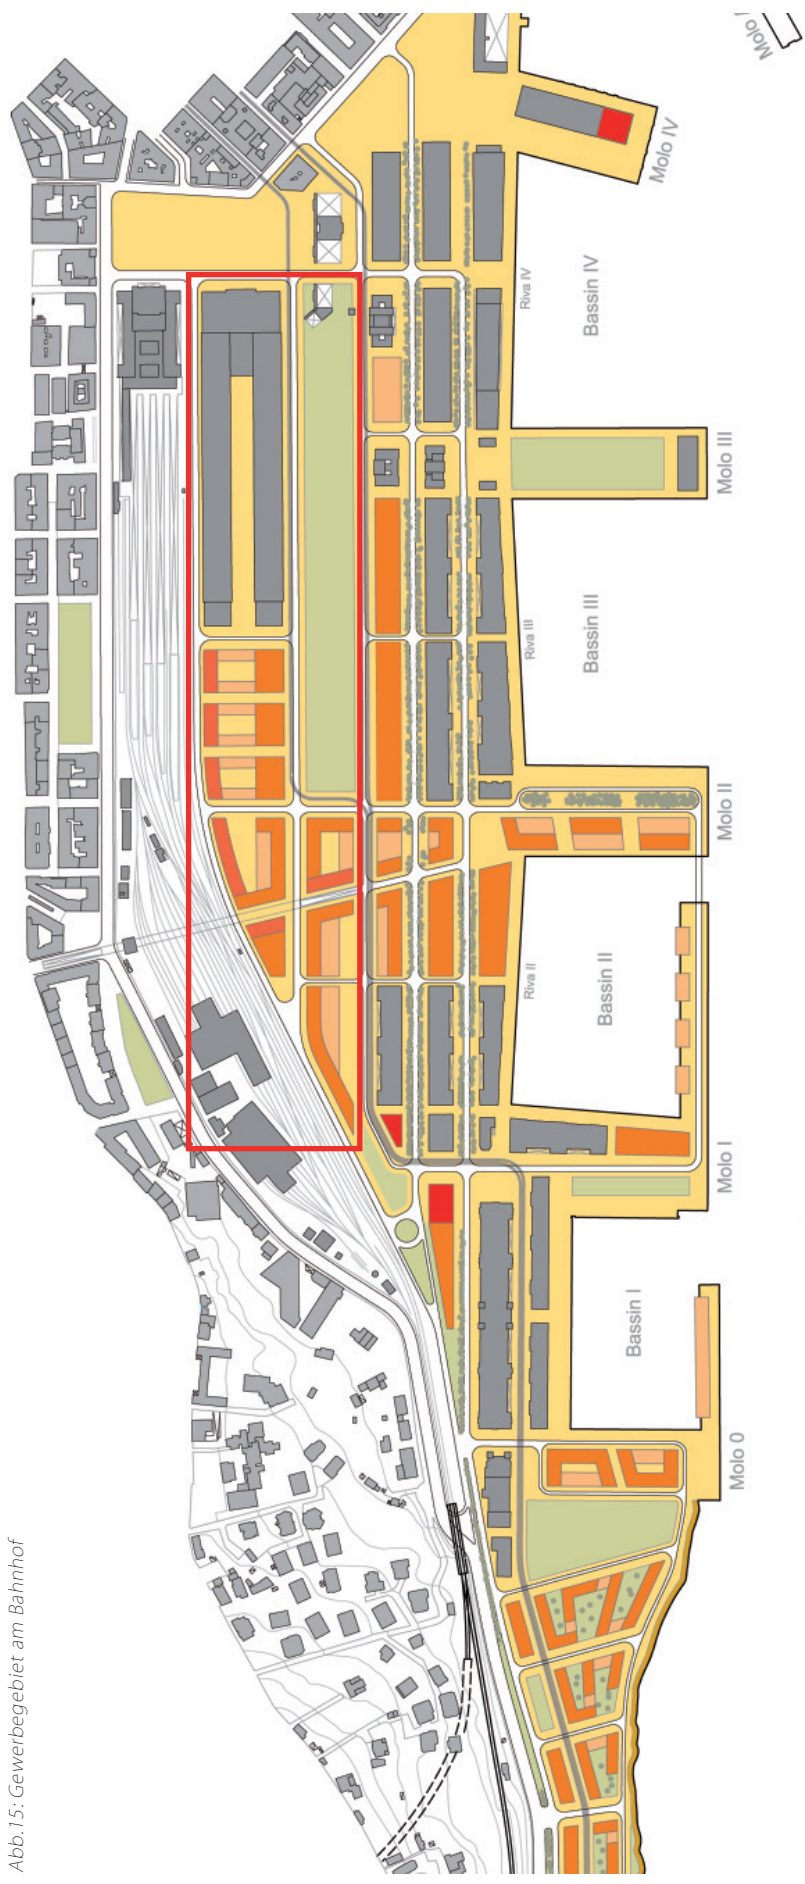 Molo V
Molo IV
Riva IV
Bassin IV
Molo III
Riva III
Bassin III
Molo II
Riva II
Bassin II
Molo I
Bassin I
Molo 0
Abb.15: Gewerbegebiet am Bahnhof